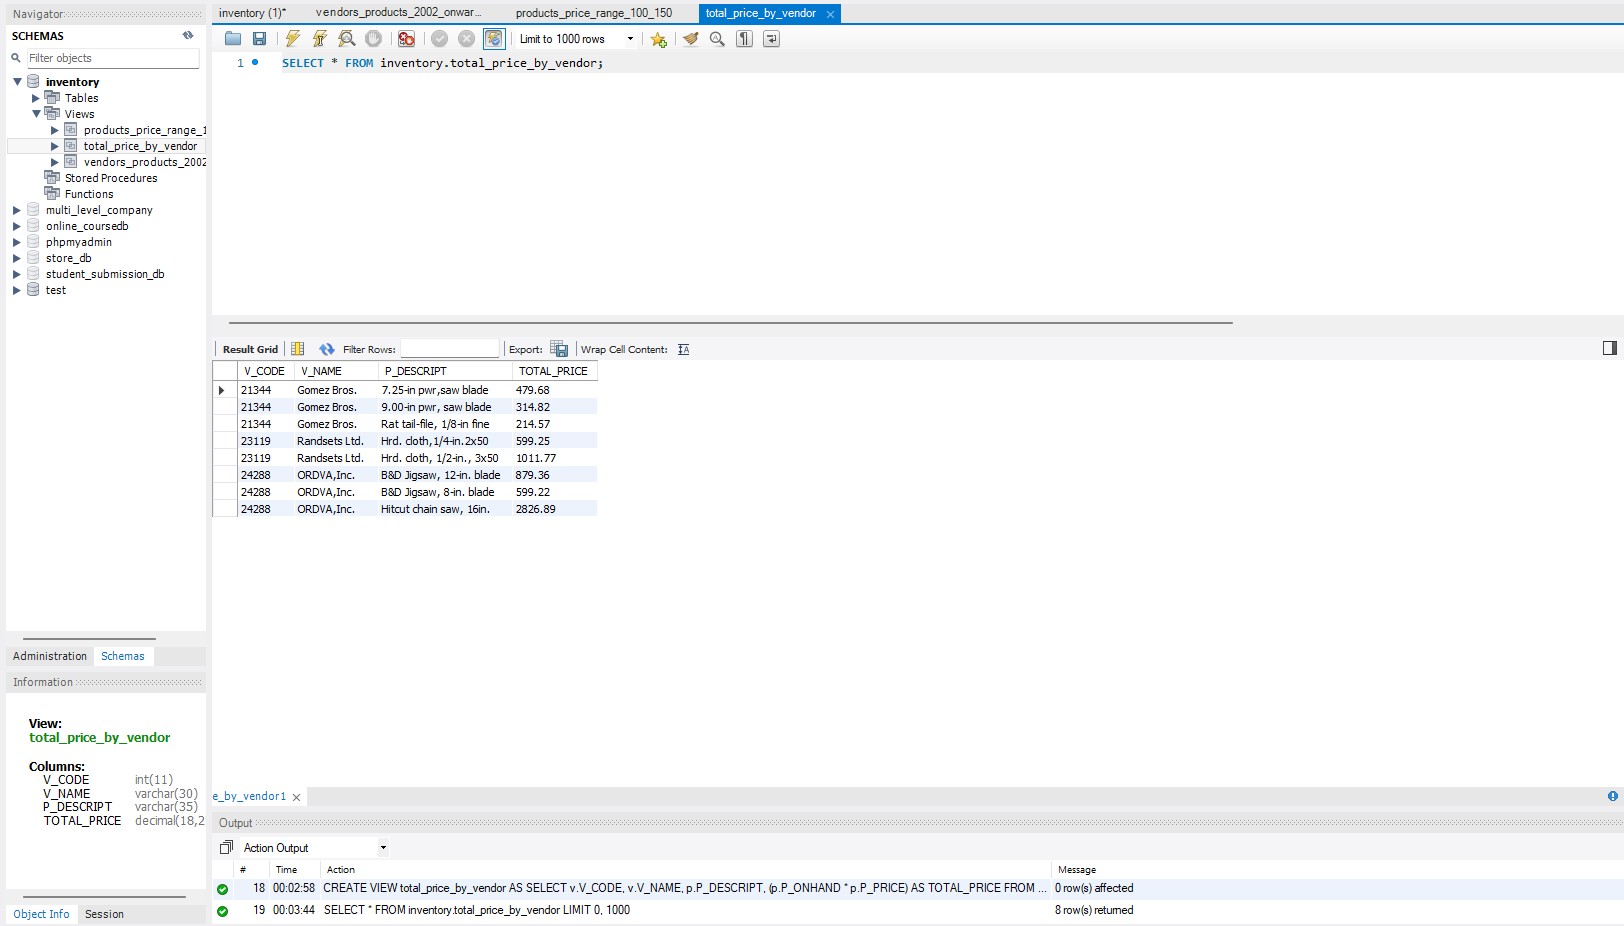 Navigator
SCHEMAS
Filter objects
inventory
Tables
Views
products_price_range_1
total_price_by_vendor
vendors_products_2002
Stored Procedures
Functions
multi_level_company
online_coursedb
phpmyadmin
store_db
student_submission_db
test
Administration Schemas
Information
View:
total_price_by_vendor
Columns:
V_CODE int(11)
V_NAME varchar(30)
P_DESCRIPT varchar(35)
TOTAL_PRICE decimal(18,2
Object Info Session
inventory (1)* vendors_products_2002_onwar... products_price_range_100_150 total_price_by_vendor
Limit to 1000 rows
1 SELECT * FROM inventory.total_price_by_vendor;
Result Grid Filter Rows: Export: Wrap Cell Content:
V_CODE V_NAME P_DESCRIPT TOTAL_PRICE
21344 Gomez Bros. 7.25-in pwr,saw blade 479.68
21344 Gomez Bros. 9.00-in pwr, saw blade 314.82
21344 Gomez Bros. Rat tail-file, 1/8-in fine 214.57
23119 Randsets Ltd. Hrd. cloth,1/4-in.2x50 599.25
23119 Randsets Ltd. Hrd. cloth, 1/2-in., 3x50 1011.77
24288 ORDVA,Inc. B&D Jigsaw, 12-in. blade 879.36
24288 ORDVA,Inc. B&D Jigsaw, 8-in. blade 599.22
24288 ORDVA,Inc. Hitcut chain saw, 16in. 2826.89
e_by_vendor1
Output
Action Output
# Time Action Message
18 00:02:58 CREATE VIEW total_price_by_vendor AS SELECT v.V_CODE, v.V_NAME, p.P_DESCRIPT, (p.P_ONHAND * p.P_PRICE) AS TOTAL_PRICE FROM ... 0 row(s) affected
19 00:03:44 SELECT * FROM inventory.total_price_by_vendor LIMIT 0, 1000 8 row(s) returned